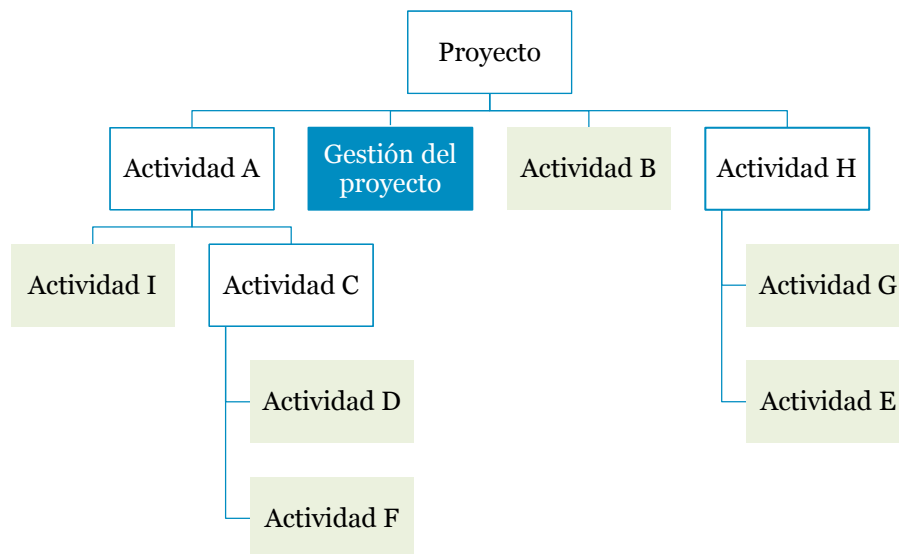 Proyecto
Actividad A
Gestión del
proyecto
Actividad B
Actividad H
Actividad I
Actividad C
Actividad G
Actividad D
Actividad E
Actividad F